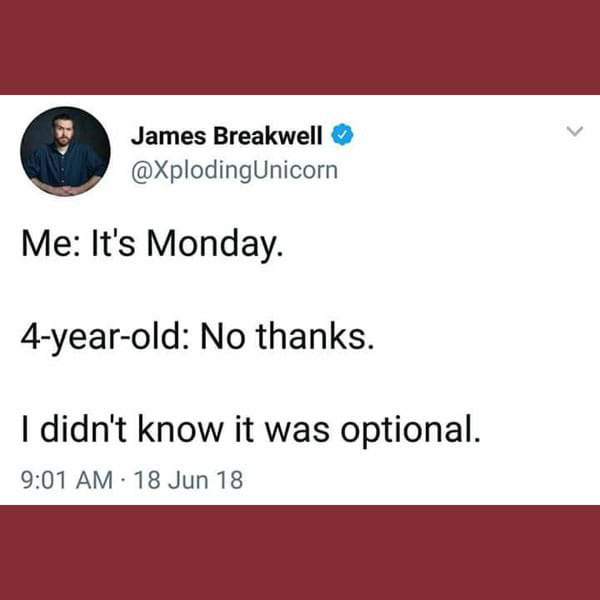 James Breakwell
@XplodingUnicorn
Me: It's Monday.
4-year-old: No thanks.
I didn't know it was optional.
9:01 AM · 18 Jun 18